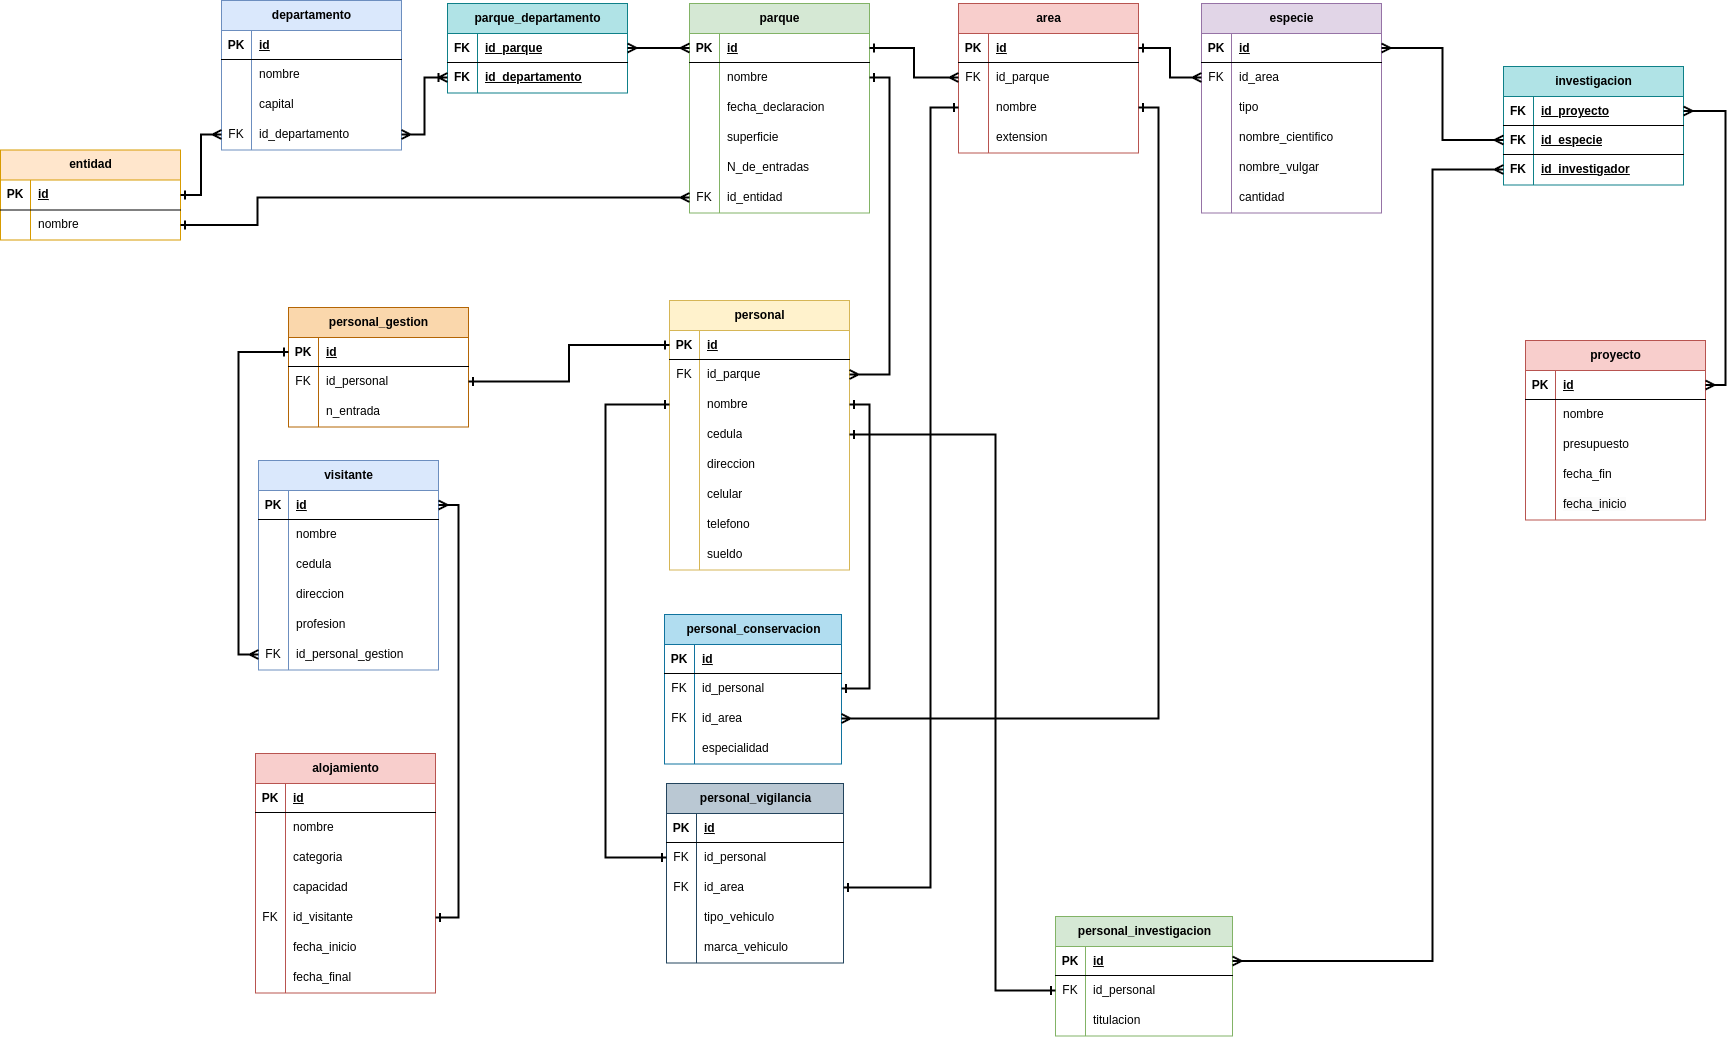 departamento
PK id
nombre
capital
FK id_departamento
parque_departamento
FK id_parque
FK id_departamento
parque
PK id
nombre
fecha_declaracion
superficie
N_de_entradas
FK id_entidad
area
PK id
FK id_parque
nombre
extension
especie
PK id
FK id_area
tipo
nombre_cientifico
nombre_vulgar
cantidad
investigacion
FK id_proyecto
FK id_especie
FK id_investigador
entidad
PK id
nombre
personal_gestion
PK id
FK id_personal
n_entrada
personal
PK id
FK id_parque
nombre
cedula
direccion
celular
telefono
sueldo
proyecto
PK id
nombre
presupuesto
fecha_fin
fecha_inicio
visitante
PK id
nombre
cedula
direccion
profesion
FK id_personal_gestion
personal_conservacion
PK id
FK id_personal
FK id_area
especialidad
alojamiento
PK id
nombre
categoria
capacidad
FK id_visitante
fecha_inicio
fecha_final
personal_vigilancia
PK id
FK id_personal
FK id_area
tipo_vehiculo
marca_vehiculo
personal_investigacion
PK id
FK id_personal
titulacion